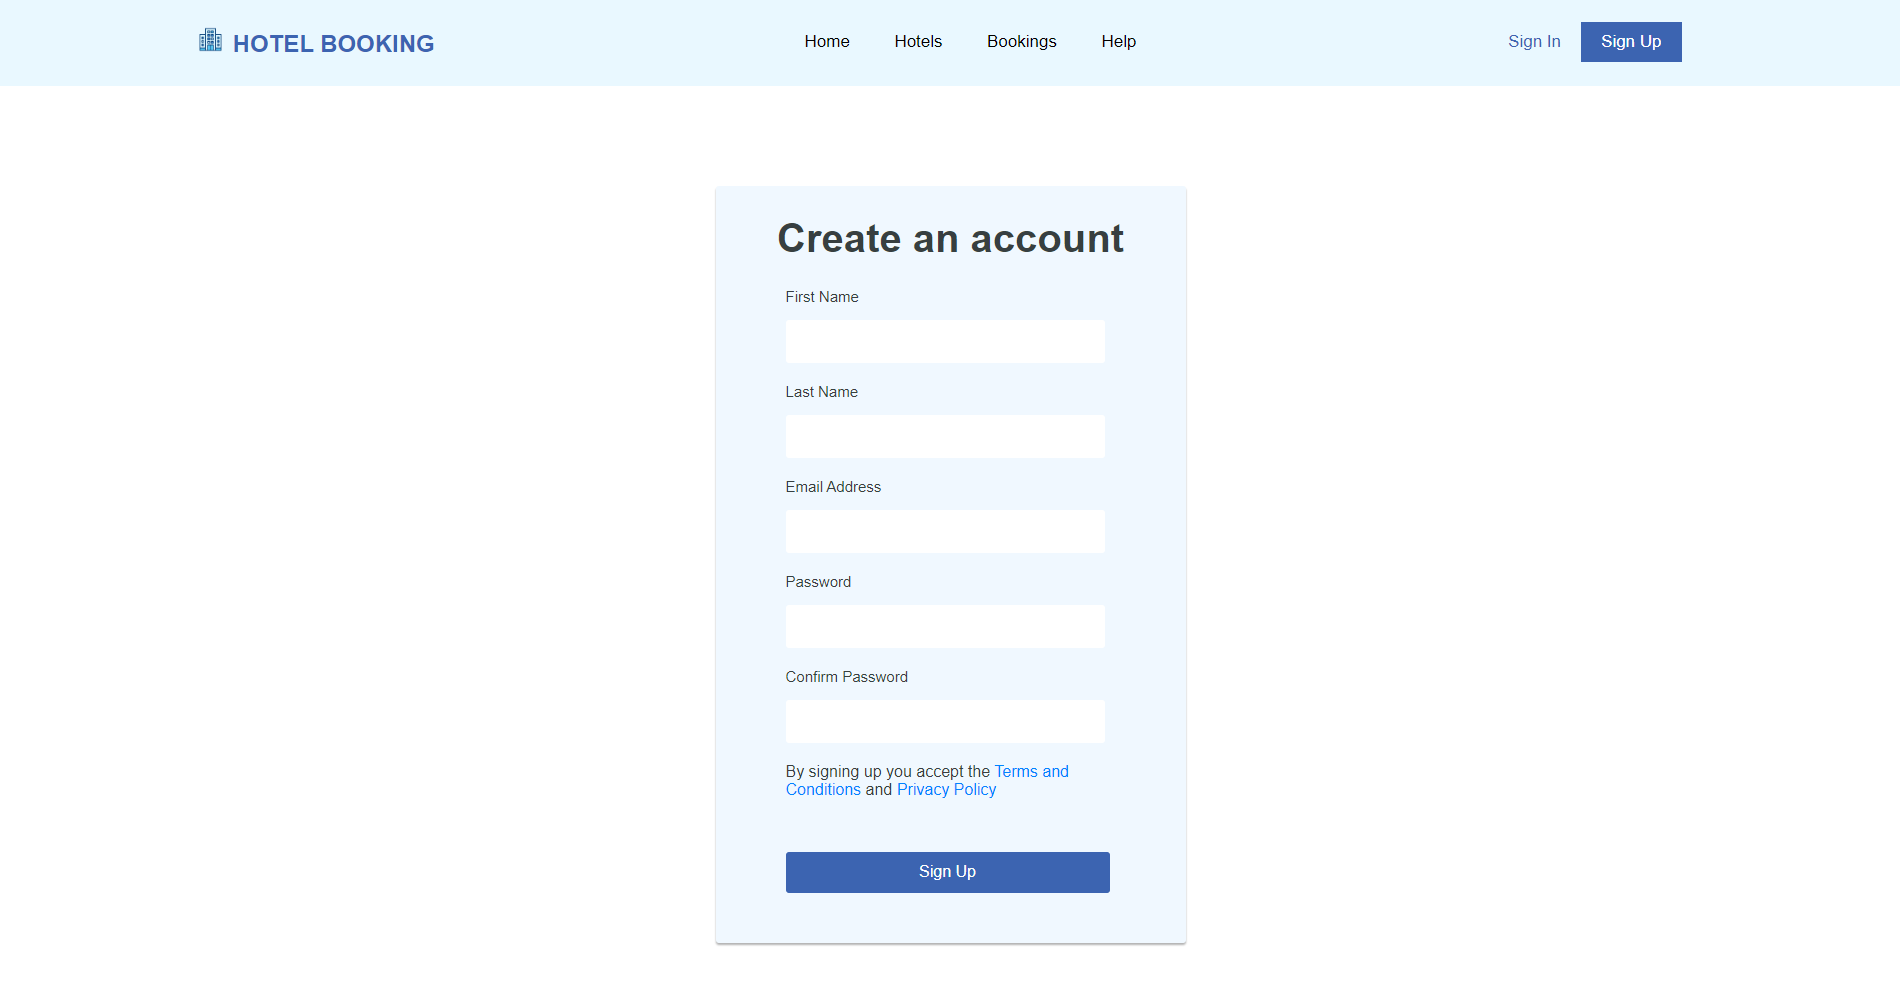 HOTEL BOOKING
Home
Hotels
Bookings
Help
Sign In
Sign Up
Create an account
First Name
Last Name
Email Address
Password
Confirm Password
By signing up you accept the Terms and
Conditions and Privacy Policy
Sign Up